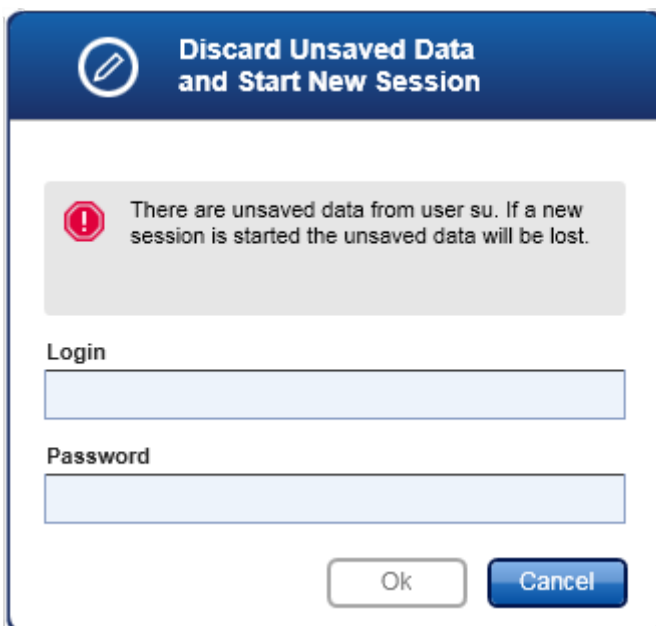 Discard Unsaved Data
and Start New Session
There are unsaved data from user su. If a new
session is started the unsaved data will be lost.
Login
Password
Ok
Cancel